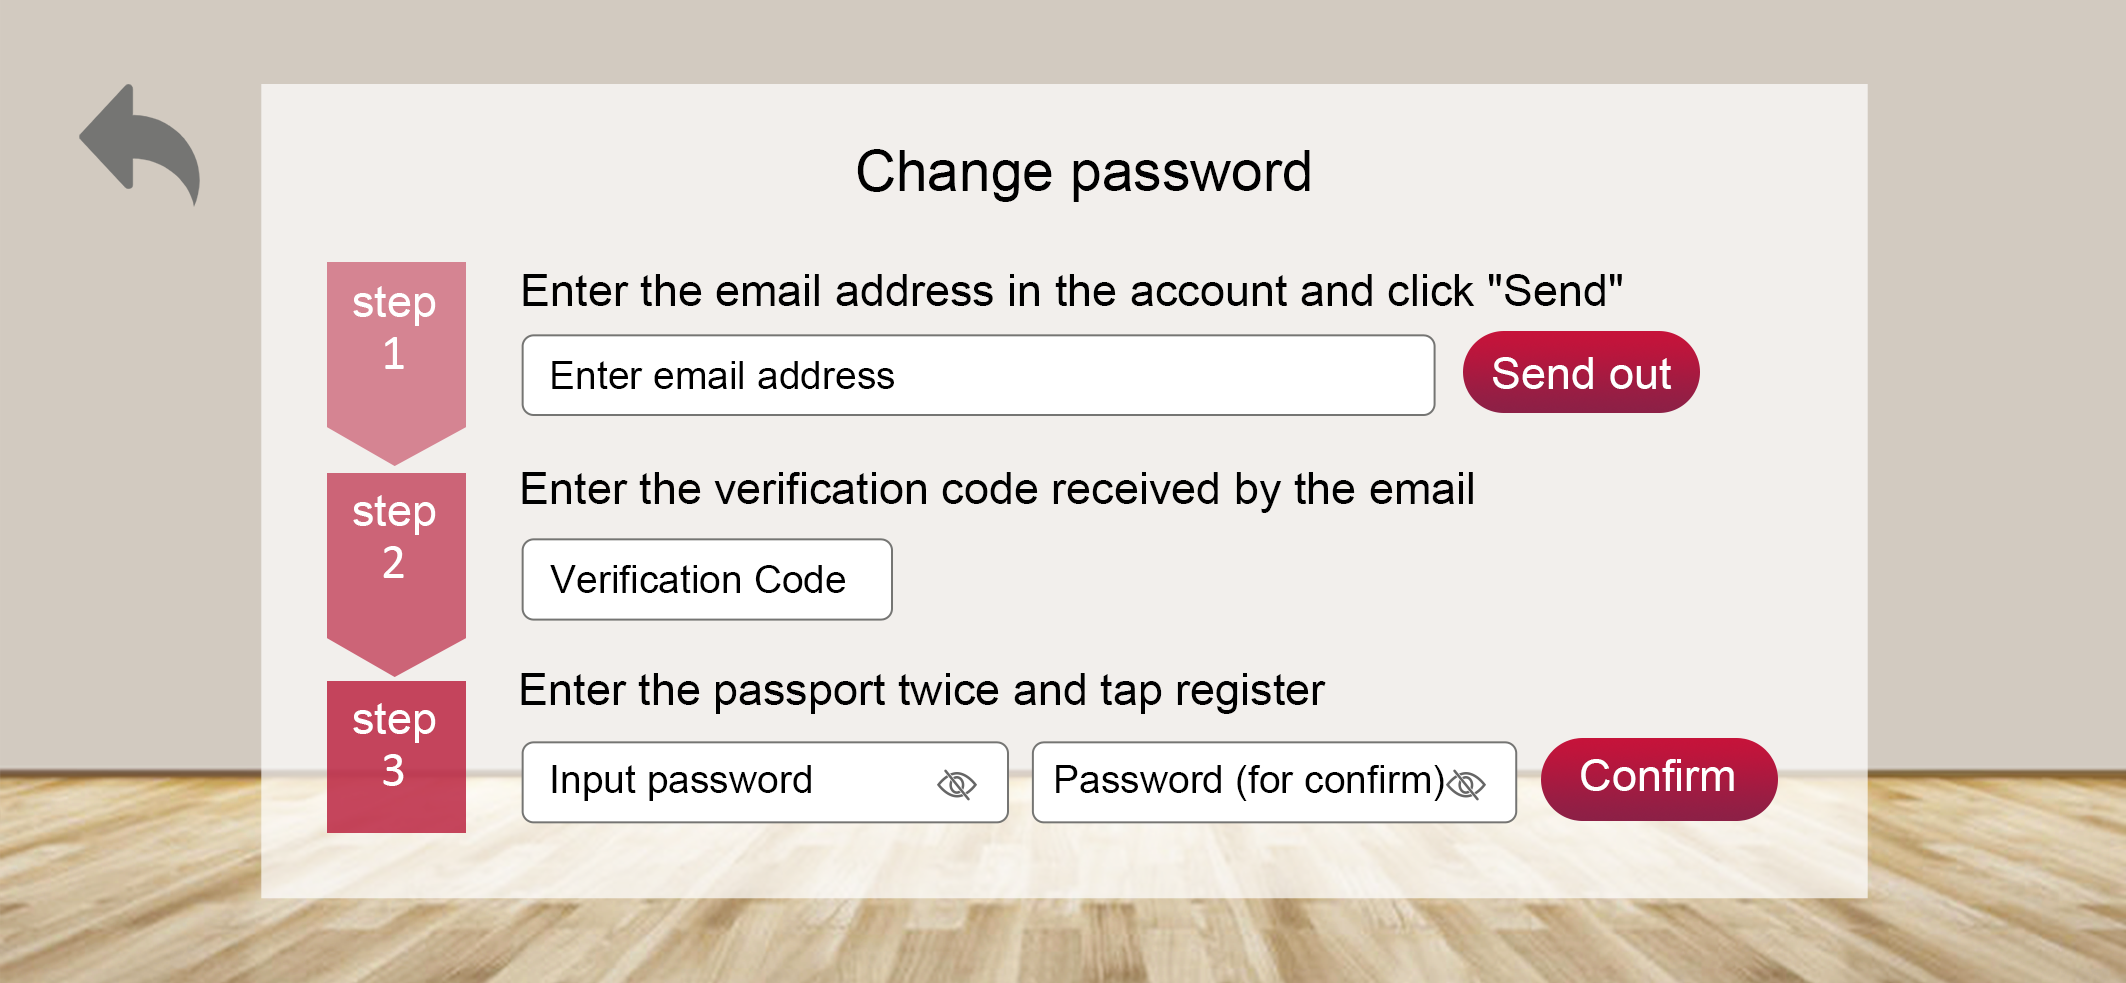 Change password
step
1
Enter the email address in the account and click "Send"
Enter email address
Send out
step
2
Enter the verification code received by the email
Verification Code
step
3
Enter the passport twice and tap register
Input password
Password (for confirm)
Confirm